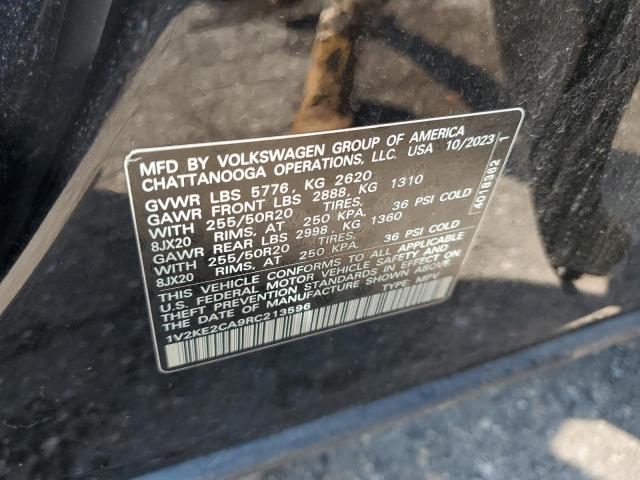 MFD BY VOLKSWAGEN GROUP OF AMERICA
CHATTANOOGA OPERATIONS, LLC. USA 10/2023
GVWR LBS 5776, KG 2620
GAWR FRONT LBS 2888, KG 1310
WITH 255/50R20 TIRES,
8JX20 RIMS, AT 250 KPA, 36 PSI COLD
GAWR REAR LBS 2998, KG 1360
WITH 255/50R20 TIRES,
8JX20 RIMS, AT 250 KPA, 36 PSI COLD
THIS VEHICLE CONFORMS TO ALL APPLICABLE
U.S. FEDERAL MOTOR VEHICLE SAFETY AND
THEFT PREVENTION STANDARDS IN EFFECT ON
THE DATE OF MANUFACTURE SHOWN ABOVE.
1V2KE2CA9RC213596 TYPE: MPV
401B362 1